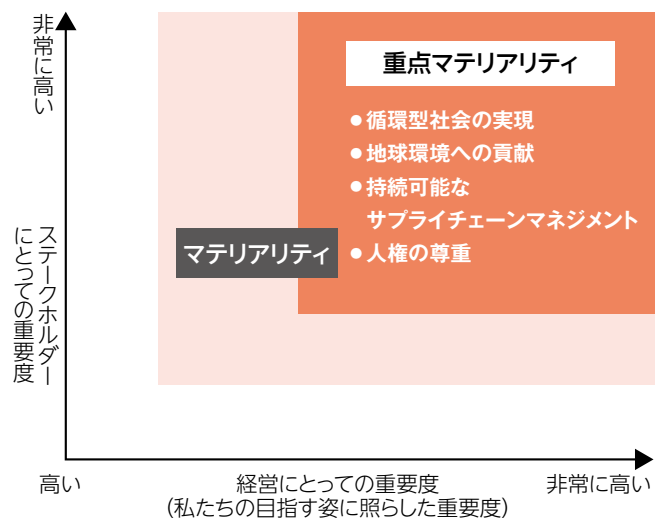 非常に高い
ステークホルダー
にとっての重要度
重点マテリアリティ
●循環型社会の実現
●地球環境への貢献
●持続可能な
サプライチェーンマネジメント
●人権の尊重
マテリアリティ
高い
経営にとっての重要度
(私たちの目指す姿に照らした重要度)
非常に高い